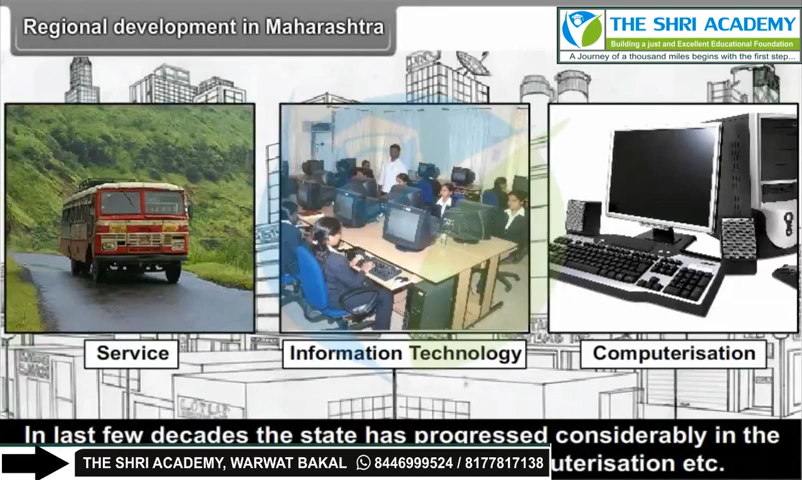 Regional development in Maharashtra
THE SHRI ACADEMY
Building a just and Excellent Educational Foundation
A Journey of a thousand miles begins with the first step...
Service
Information Technology
Computerisation
In last few decades the state has progressed considerably in the
uterisation etc.
THE SHRI ACADEMY, WARWAT BAKAL 8446999524 / 8177817138